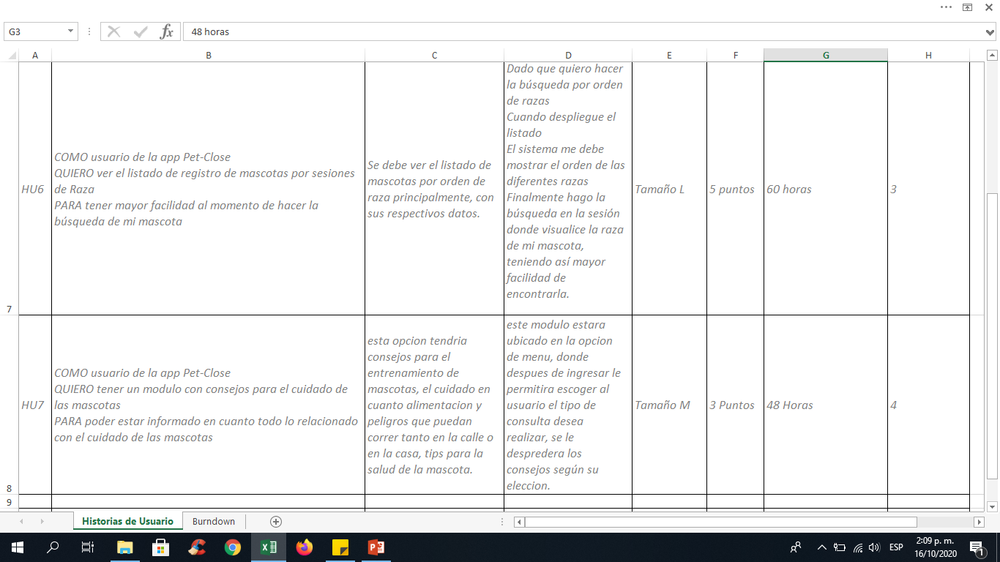 G3
fx
48 horas
A
B
C
D
E
F
G
H
HU6
COMO usuario de la app Pet-Close
QUIERO ver el listado de registro de mascotas por sesiones
de Raza
PARA tener mayor facilidad al momento de hacer la
búsqueda de mi mascota
Se debe ver el listado de
mascotas por orden de
raza principalmente, con
sus respectivos datos.
Dado que quiero hacer
la búsqueda por orden
de razas
Cuando despliegue el
listado
El sistema me debe
mostrar el orden de las
diferentes razas
Finalmente hago la
búsqueda en la sesión
donde visualice la raza
de mi mascota,
teniendo así mayor
facilidad de
encontrarla.
Tamaño L
5 puntos
60 horas
3
7
HU7
COMO usuario de la app Pet-Close
QUIERO tener un modulo con consejos para el cuidado de
las mascotas
PARA poder estar informado en cuanto todo lo relacionado
con el cuidado de las mascotas
esta opcion tendria
consejos para el
entrenamiento de
mascotas, el cuidado en
cuanto alimentacion y
peligros que puedan
correr tanto en la calle o
en la casa, tips para la
salud de la mascota.
este modulo estara
ubicado en la opcion
de menu, donde
despues de ingresar le
permitira escoger al
usuario el tipo de
consulta desea
realizar, se le
despredera los
consejos según su
eleccion.
Tamaño M
3 Puntos
48 Horas
4
8
9
Historias de Usuario
Burndown
ESP
2:09 p. m.
16/10/2020
1